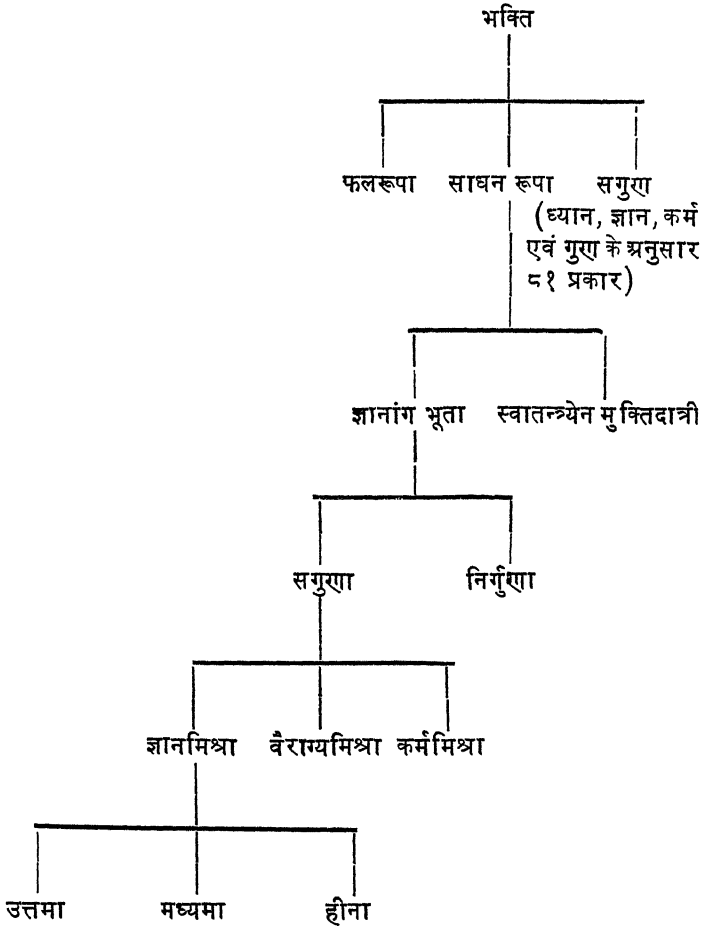 भक्ति
फलरूपा साधन रूपा सगुण
(ध्यान, ज्ञान, कर्म
एवं गुण के अनुसार
८१ प्रकार)
ज्ञानांग भूता स्वातन्त्र्येन मुक्तिदात्री
सगुणा निर्गुणा
ज्ञानमिश्रा वैराग्यमिश्रा कर्ममिश्रा
उत्तमा मध्यमा हीना